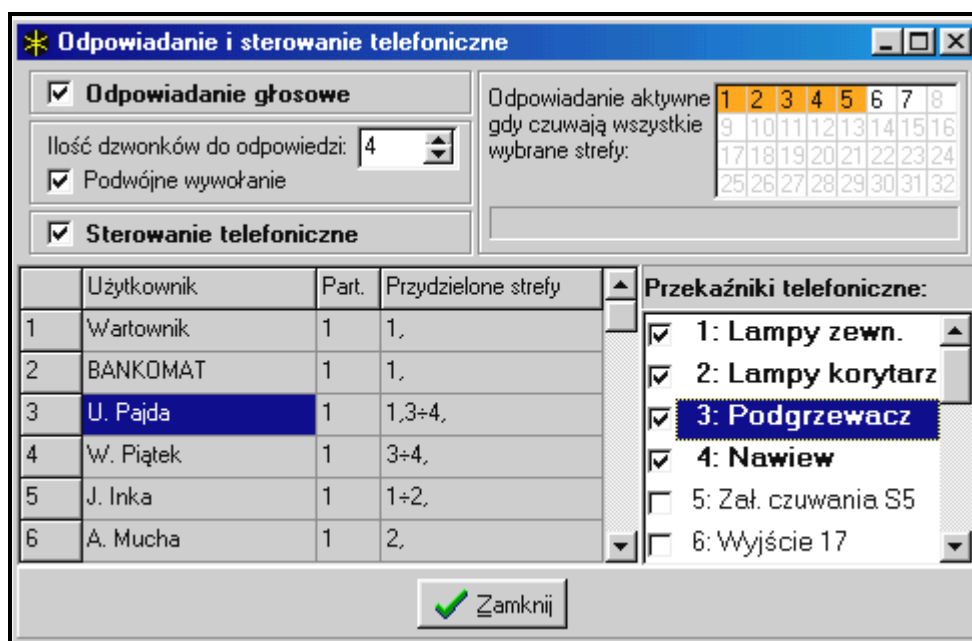 Odpowiadanie i sterowanie telefoniczne
Odpowiadanie głosowe
Ilość dzwonków do odpowiedzi: 4
Podwójne wywołanie
Sterowanie telefoniczne
Odpowiadanie aktywne
gdy czuwają wszystkie
wybrane strefy:
1 2 3 4 5 6 7 8
9 10 11 12 13 14 15 16
17 18 19 20 21 22 23 24
25 26 27 28 29 30 31 32
Użytkownik Part. Przydzielone strefy
1 Wartownik 1 1,
2 BANKOMAT 1 1,
3 U. Pajda 1 1,3÷4,
4 W. Piątek 1 3÷4,
5 J. Inka 1 1÷2,
6 A. Mucha 1 2,
Przekaźniki telefoniczne:
1: Lampy zewn.
2: Lampy korytarz
3: Podgrzewacz
4: Nawiew
5: Zał. czuwania S5
6: Wyjście 17
Zamknij